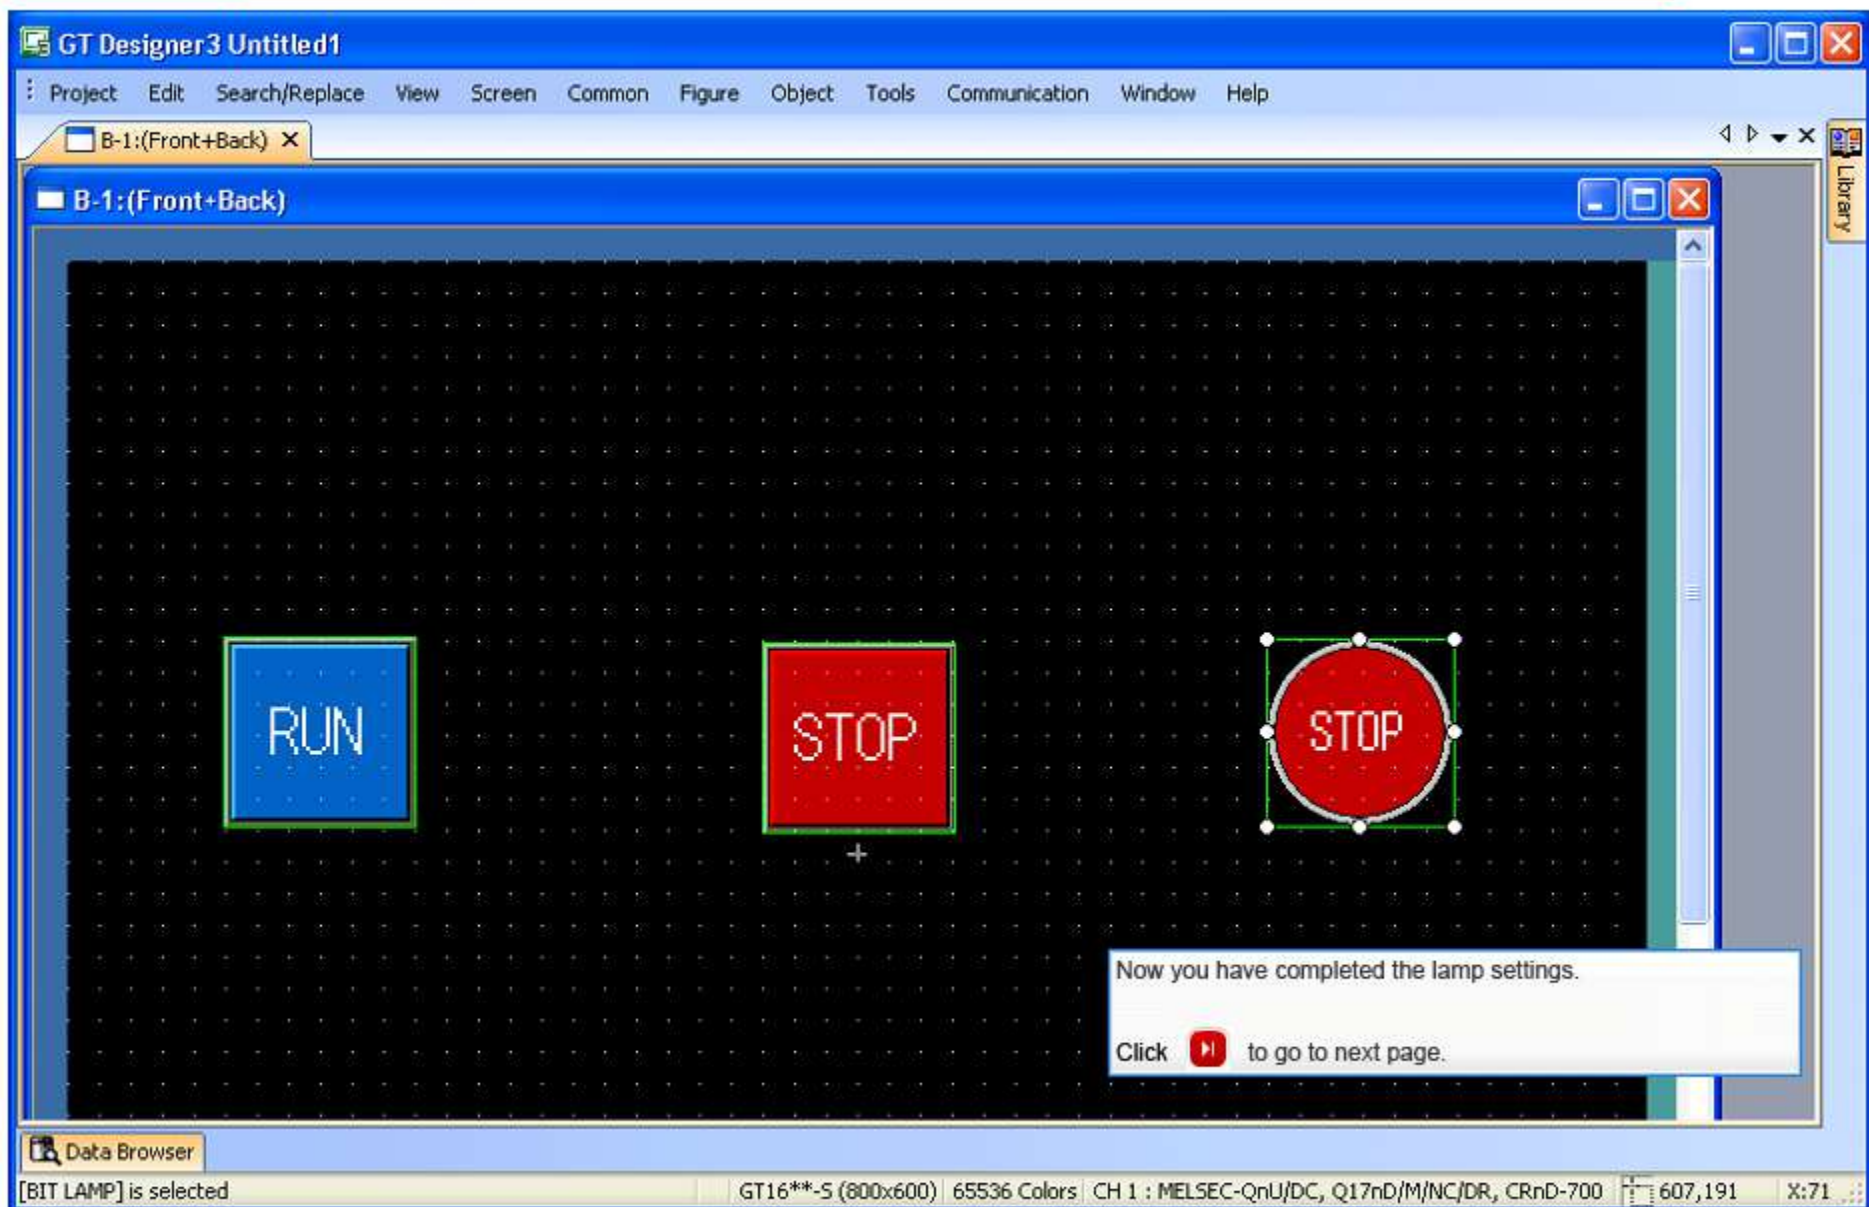 GT Designer3 Untitled1
Project Edit Search/Replace View Screen Common Figure Object Tools Communication Window Help
B-1:(Front+Back)
Library
B-1:(Front+Back)
RUN
STOP
STOP
Now you have completed the lamp settings.
Click to go to next page.
Data Browser
[BIT LAMP] is selected GT16**-S (800x600) 65536 Colors CH 1 : MELSEC-QnU/DC, Q17nD/M/NC/DR, CRnD-700 607,191 X:71